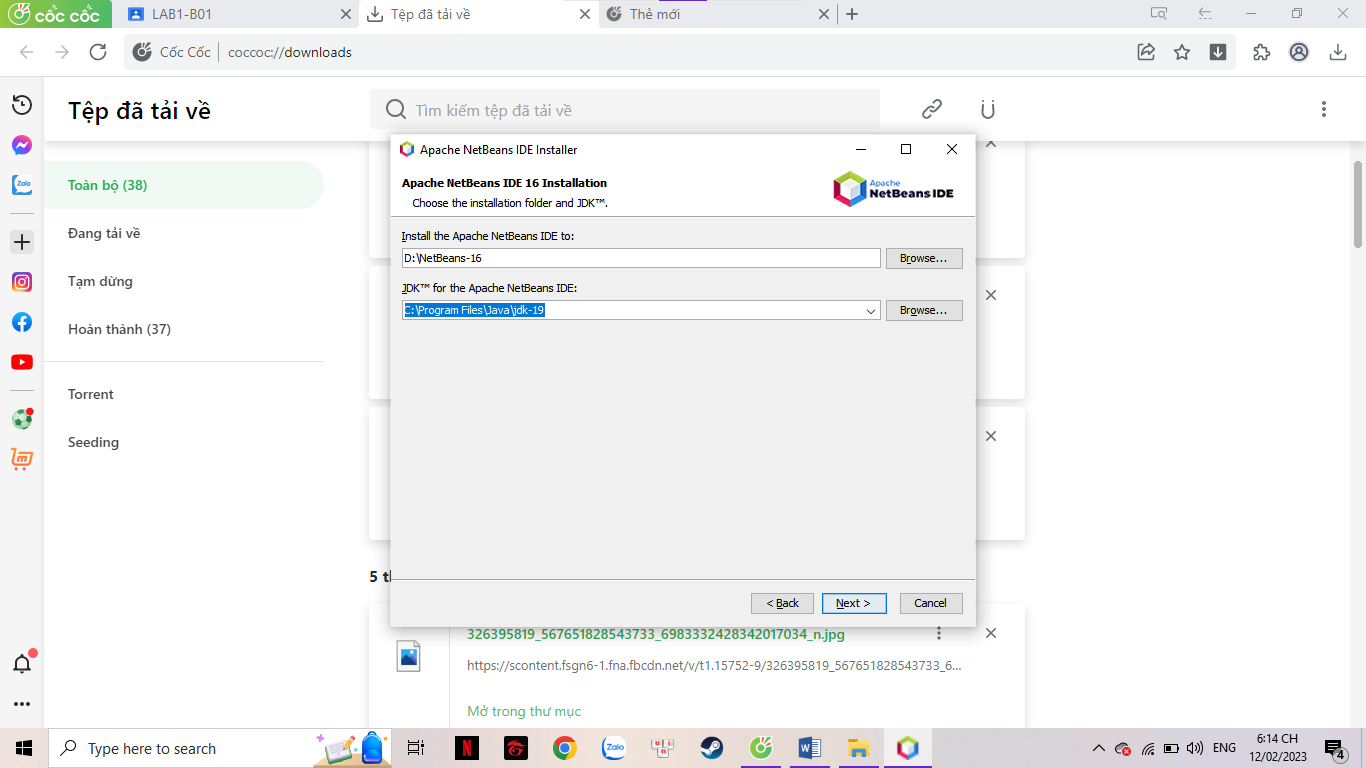 cốc cốc
LAB1-B01
Tệp đã tải về
Thẻ mới
Cốc Cốc
coccoc://downloads
Tệp đã tải về
Tìm kiếm tệp đã tải về
Zalo
Toàn bộ (38)
Đang tải về
Tạm dừng
Hoàn thành (37)
Torrent
Seeding
Apache NetBeans IDE Installer
Apache NetBeans IDE 16 Installation
Choose the installation folder and JDK™.
Apache
NetBeans IDE
Install the Apache NetBeans IDE to:
D:\NetBeans-16
Browse...
JDK™ for the Apache NetBeans IDE:
C:\Program Files\Java\jdk-19
Browse...
< Back
Next >
Cancel
326395819_567651828543733_6983332428342017034_n.jpg
https://scontent.fsgn6-1.fna.fbcdn.net/v/t1.15752-9/326395819_567651828543733_6...
Mở trong thư mục
Type here to search
Zalo
ENG
6:14 CH
12/02/2023
4